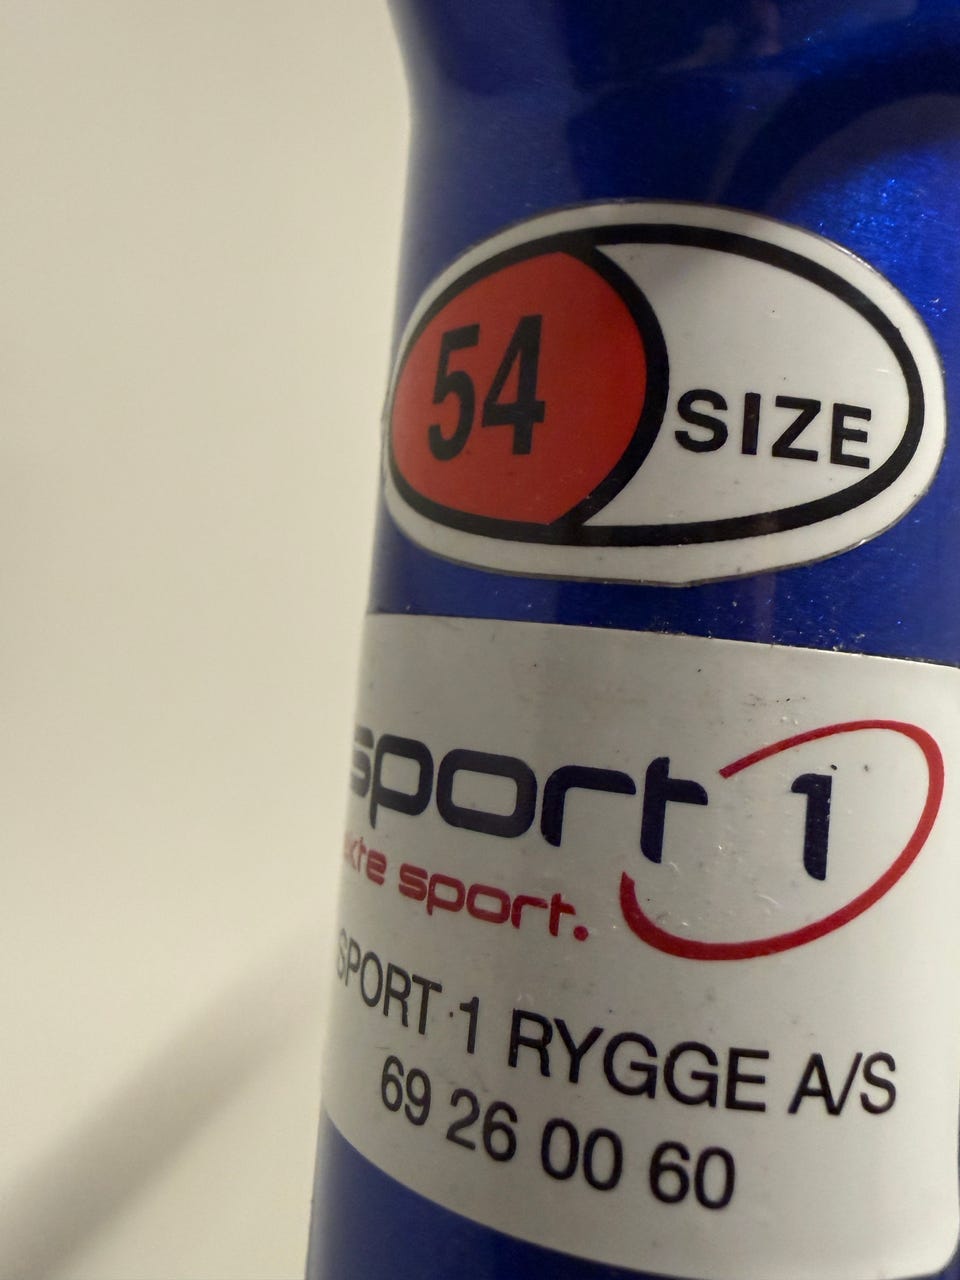 54 SIZE
sport 1
sport.
SPORT 1 RYGGE A/S
69 26 00 60